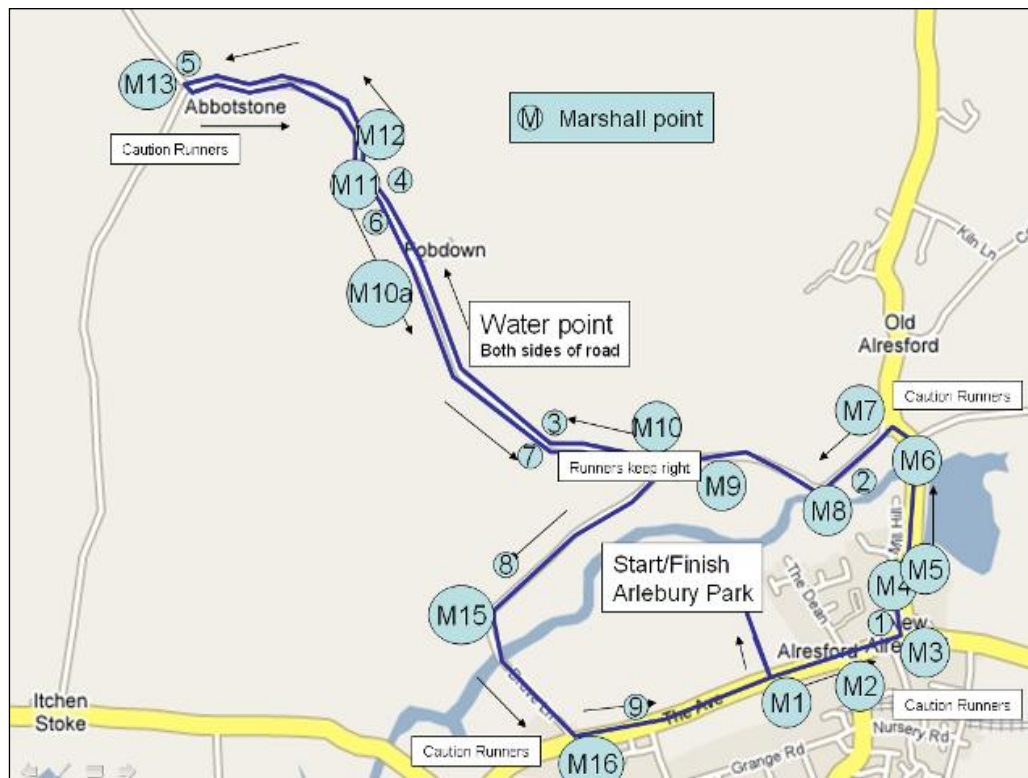 5
M13
Abbotstone
Caution Runners
M12
M Marshall point
M11
4
6
Fobdown
M10a
Kiln Ln
Water point
Both sides of road
Old
Alresford
Caution Runners
M7
3
M10
7
Runners keep right
M6
M9
2
M8
Mill Hill
8
Start/Finish
Arlebury Park
The Dean
M5
M4
M15
1
New
Alresford
M3
M1
M2
Itchen
Stoke
9
The Ave
Caution Runners
Nursery Rd
Caution Runners
M16
Grange Rd